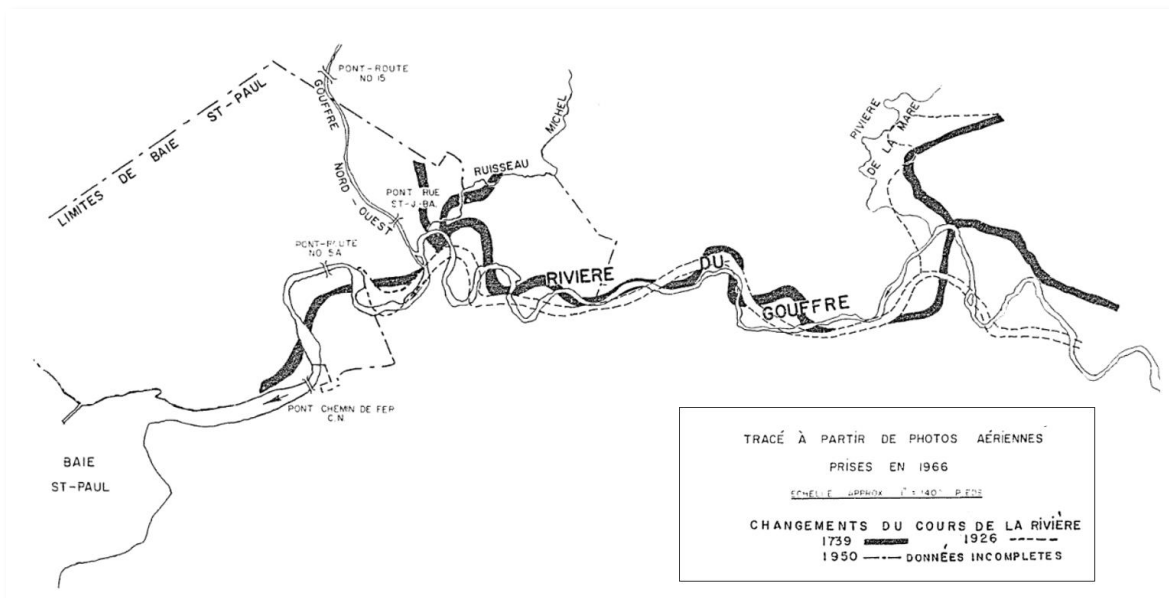 PONT-ROUTE
NO 15
GOUFFRE
NORD-OUEST
LIMITES DE BAIE ST-PAUL
MICHEL
RUISSEAU
PONT RUE
ST-J-BA.
RIVIERE
DE LA MARE
PONT-ROUTE
NO 5A
RIVIERE
DU
GOUFFRE
PONT CHEMIN DE FER
C.N.
BAIE
ST-PAUL
TRACÉ À PARTIR DE PHOTOS AÉRIENNES
PRISES EN 1966
ECHELLE APPROX
CHANGEMENTS DU COURS DE LA RIVIÈRE
1739 1926
1950 DONNÉES INCOMPLETES